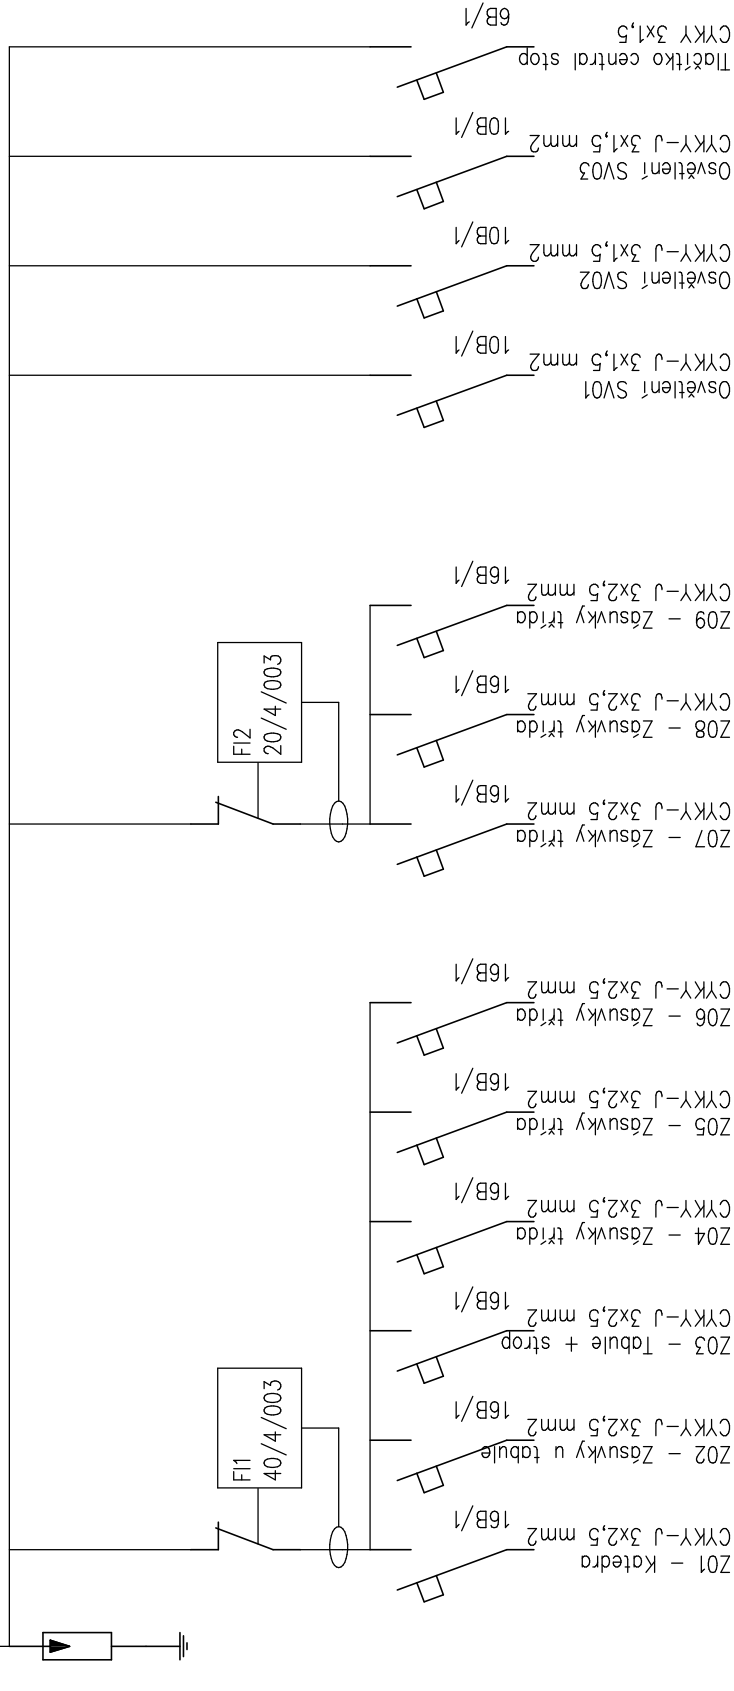 Z01 - Katedra
CYKY-J 3x2,5 mm2
16B/1
Z02 - Zásuvky u tabule
CYKY-J 3x2,5 mm2
16B/1
FI1
40/4/003
Z03 - Tabule + strop
CYKY-J 3x2,5 mm2
16B/1
Z04 - Zásuvky třída
CYKY-J 3x2,5 mm2
16B/1
Z05 - Zásuvky třída
CYKY-J 3x2,5 mm2
16B/1
Z06 - Zásuvky třída
CYKY-J 3x2,5 mm2
16B/1
Z07 - Zásuvky třída
CYKY-J 3x2,5 mm2
16B/1
FI2
20/4/003
Z08 - Zásuvky třída
CYKY-J 3x2,5 mm2
16B/1
Z09 - Zásuvky třída
CYKY-J 3x2,5 mm2
16B/1
Osvětlení SV01
CYKY-J 3x1,5 mm2
10B/1
Osvětlení SV02
CYKY-J 3x1,5 mm2
10B/1
Osvětlení SV03
CYKY-J 3x1,5 mm2
10B/1
Tlačítko central stop
CYKY 3x1,5
6B/1